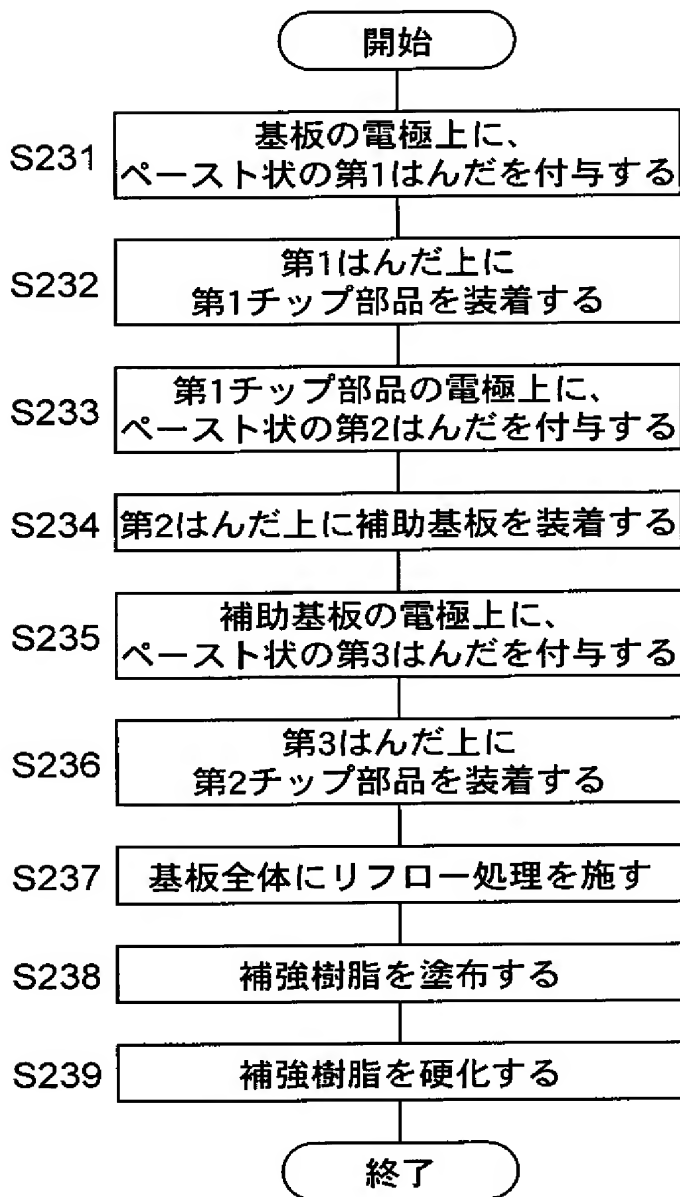 開始
S231
基板の電極上に、
ペースト状の第1はんだを付与する
S232
第1はんだ上に
第1チップ部品を装着する
S233
第1チップ部品の電極上に、
ペースト状の第2はんだを付与する
S234
第2はんだ上に補助基板を装着する
S235
補助基板の電極上に、
ペースト状の第3はんだを付与する
S236
第3はんだ上に
第2チップ部品を装着する
S237
基板全体にリフロー処理を施す
S238
補強樹脂を塗布する
S239
補強樹脂を硬化する
終了